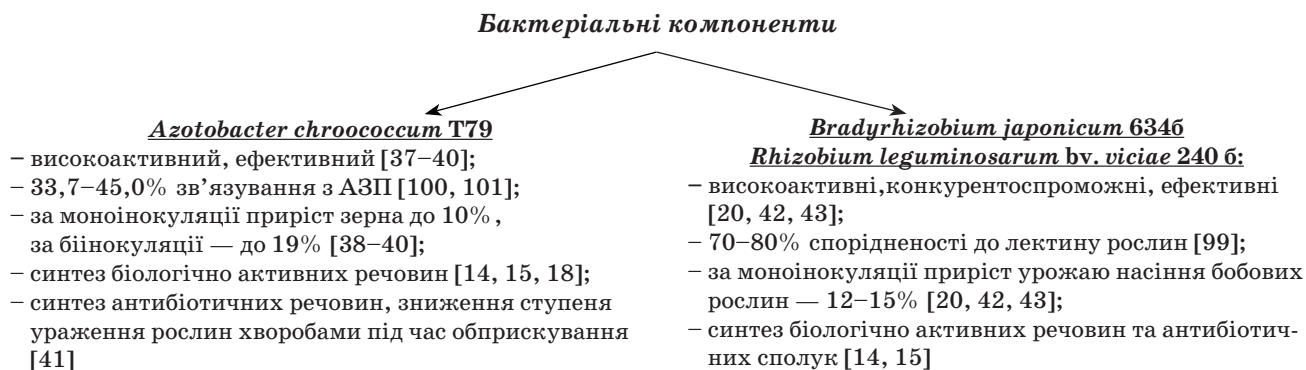 Бактеріальні компоненти
Azotobacter chroococcum T79
– високоактивний, ефективний [37–40];
– 33,7–45,0% зв’язування з АЗП [100, 101];
– за моноінокуляції приріст зерна до 10%,
за біінокуляції — до 19% [38–40];
– синтез біологічно активних речовин [14, 15, 18];
– синтез антибіотичних речовин, зниження ступеня
ураження рослин хворобами під час обприскування
[41]
Bradyrhizobium japonicum 634б
Rhizobium leguminosarum bv. viciae 240 б:
– високоактивні,конкурентоспроможні, ефективні
[20, 42, 43];
– 70–80% спорідненості до лектину рослин [99];
– за моноінокуляції приріст урожаю насіння бобових
рослин — 12–15% [20, 42, 43];
– синтез біологічно активних речовин та антибіотич-
них сполук [14, 15]